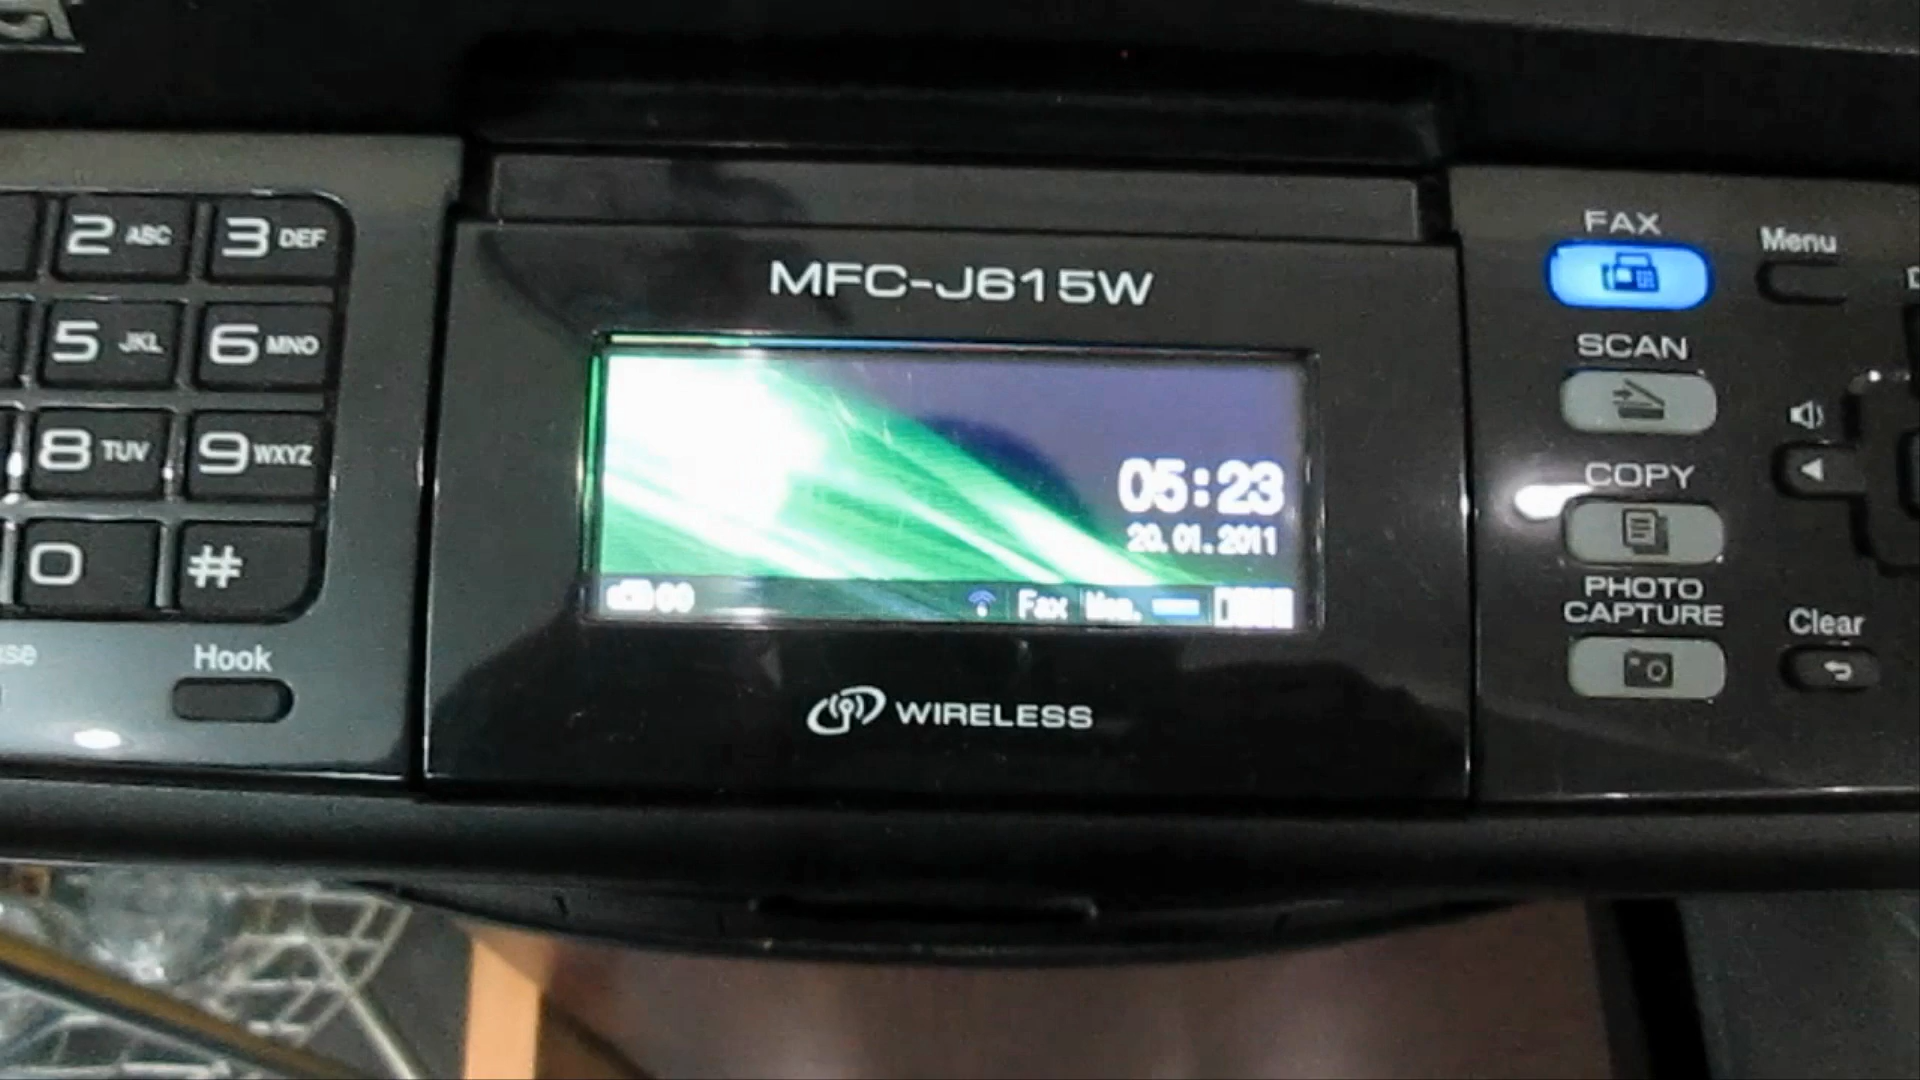 2 ABC
3 DEF
5 JKL
6 MNO
8 TUV
9 WXYZ
0
#
Hook
MFC-J615W
05:23
20.01.2011
00
Fax
WIRELESS
FAX
Menu
SCAN
COPY
PHOTO
CAPTURE
Clear